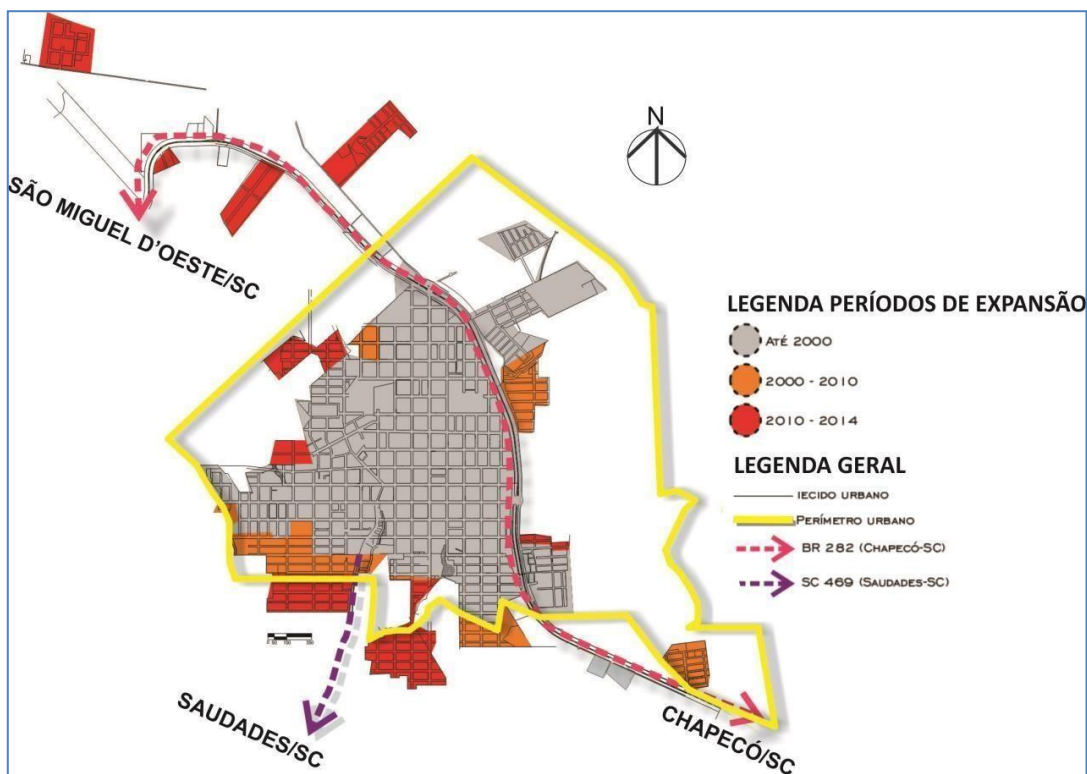 N
SÃO MIGUEL D'OESTE/SC
LEGENDA PERÍODOS DE EXPANSÃO
ATÉ 2000
2000 - 2010
2010 - 2014
LEGENDA GERAL
TECIDO URBANO
PERÍMETRO URBANO
BR 282 (CHAPECÓ-SC)
SC 469 (SAUDADES-SC)
SAUDADES/SC
CHAPECÓ/SC